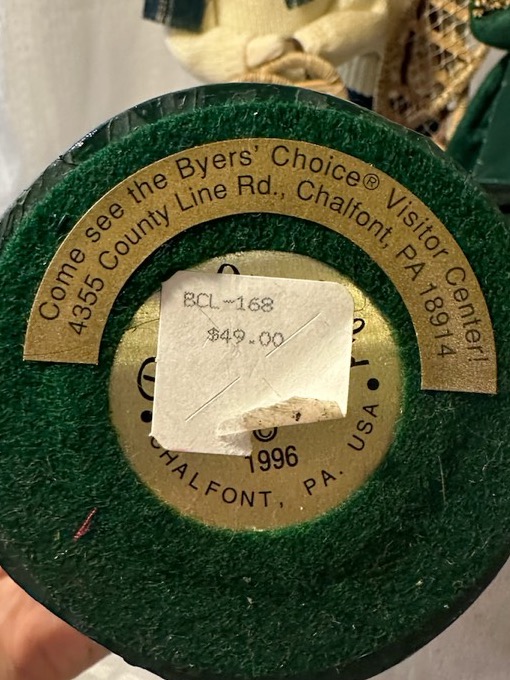 Come see the Byers' Choice® Visitor Center!
4355 County Line Rd., Chalfont, PA 18914
BCL-168
$49.00
©
1996
CHALFONT, PA. USA